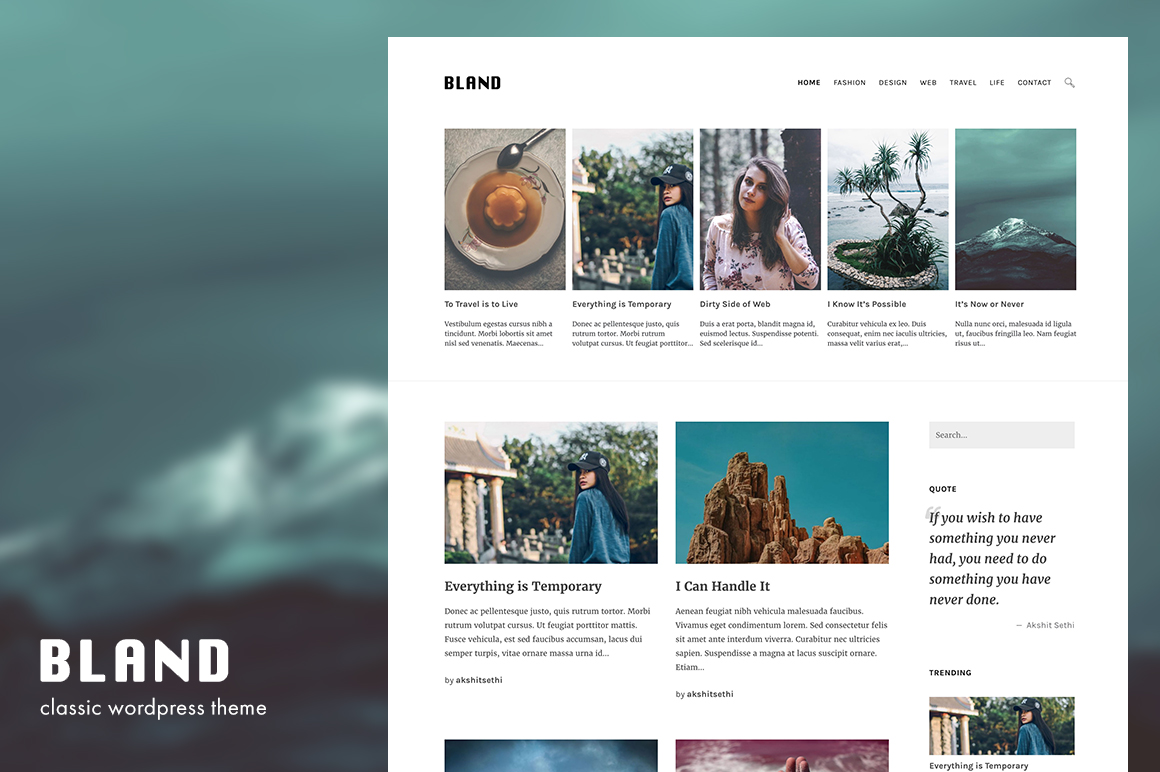 BLAND
HOME FASHION DESIGN WEB TRAVEL LIFE CONTACT
To Travel is to Live
Vestibulum egestas cursus nibh a
tincidunt. Morbi lobortis sit amet
nisl sed venenatis. Maecenas...
Everything is Temporary
Donec ac pellentesque justo, quis
rutrum tortor. Morbi rutrum
volutpat cursus. Ut feugiat porttitor...
Dirty Side of Web
Duis a erat porta, blandit magna id,
euismod lectus. Suspendisse potenti.
Sed scelerisque id...
I Know It's Possible
Curabitur vehicula ex leo. Duis
consequat, enim nec iaculis ultricies,
massa velit varius erat,...
It's Now or Never
Nulla nunc orci, malesuada id ligula
ut, faucibus fringilla leo. Nam feugiat
risus ut...
Everything is Temporary
Donec ac pellentesque justo, quis rutrum tortor. Morbi
rutrum volutpat cursus. Ut feugiat porttitor mattis.
Fusce vehicula, est sed faucibus accumsan, lacus dui
semper turpis, vitae ornare massa urna id...
by akshitsethi
I Can Handle It
Aenean feugiat nibh vehicula malesuada faucibus.
Vivamus eget condimentum lorem. Sed consectetur felis
sit amet ante interdum viverra. Curabitur nec ultricies
sapien. Suspendisse a magna at lacus suscipit ornare.
Etiam...
by akshitsethi
Search...
QUOTE
“
If you wish to have
something you never
had, you need to do
something you have
never done.
— Akshit Sethi
TRENDING
Everything is Temporary
BLAND
classic wordpress theme